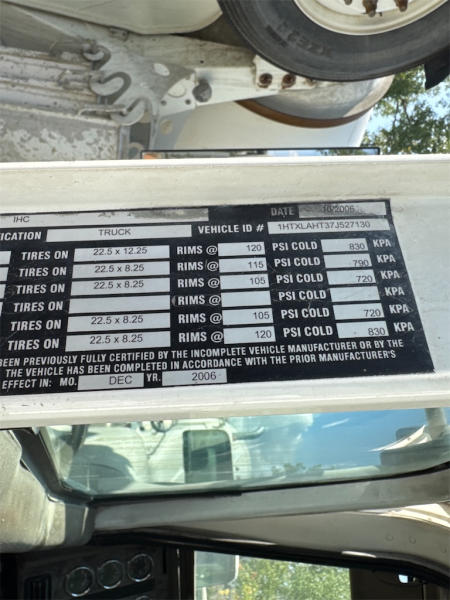 XZE
IHC DATE 10/2006
ICATION TRUCK VEHICLE ID # 1HTXLAHT37J527130
TIRES ON 22.5 x 12.25 RIMS @ 120 PSI COLD 830 KPA
TIRES ON 22.5 x 8.25 RIMS @ 115 PSI COLD 790 KPA
TIRES ON 22.5 x 8.25 RIMS @ 105 PSI COLD 720 KPA
TIRES ON RIMS @ PSI COLD KPA
TIRES ON 22.5 x 8.25 RIMS @ 105 PSI COLD 720 KPA
TIRES ON 22.5 x 8.25 RIMS @ 120 PSI COLD 830 KPA
BEEN PREVIOUSLY FULLY CERTIFIED BY THE INCOMPLETE VEHICLE MANUFACTURER OR BY THE
THE VEHICLE HAS BEEN COMPLETED IN ACCORDANCE WITH THE PRIOR MANUFACTURER'S
EFFECT IN: MO. DEC YR. 2006